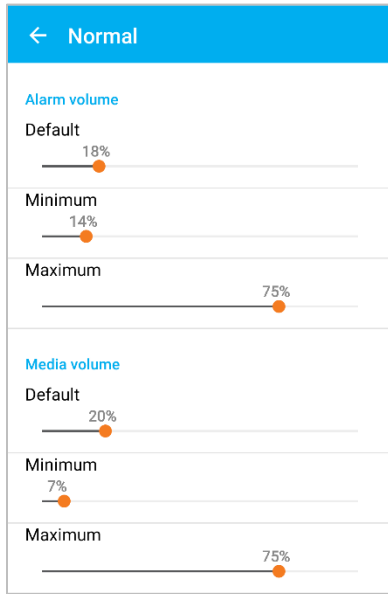 Normal
Alarm volume
Default
18%
Minimum
14%
Maximum
75%
Media volume
Default
20%
Minimum
7%
Maximum
75%